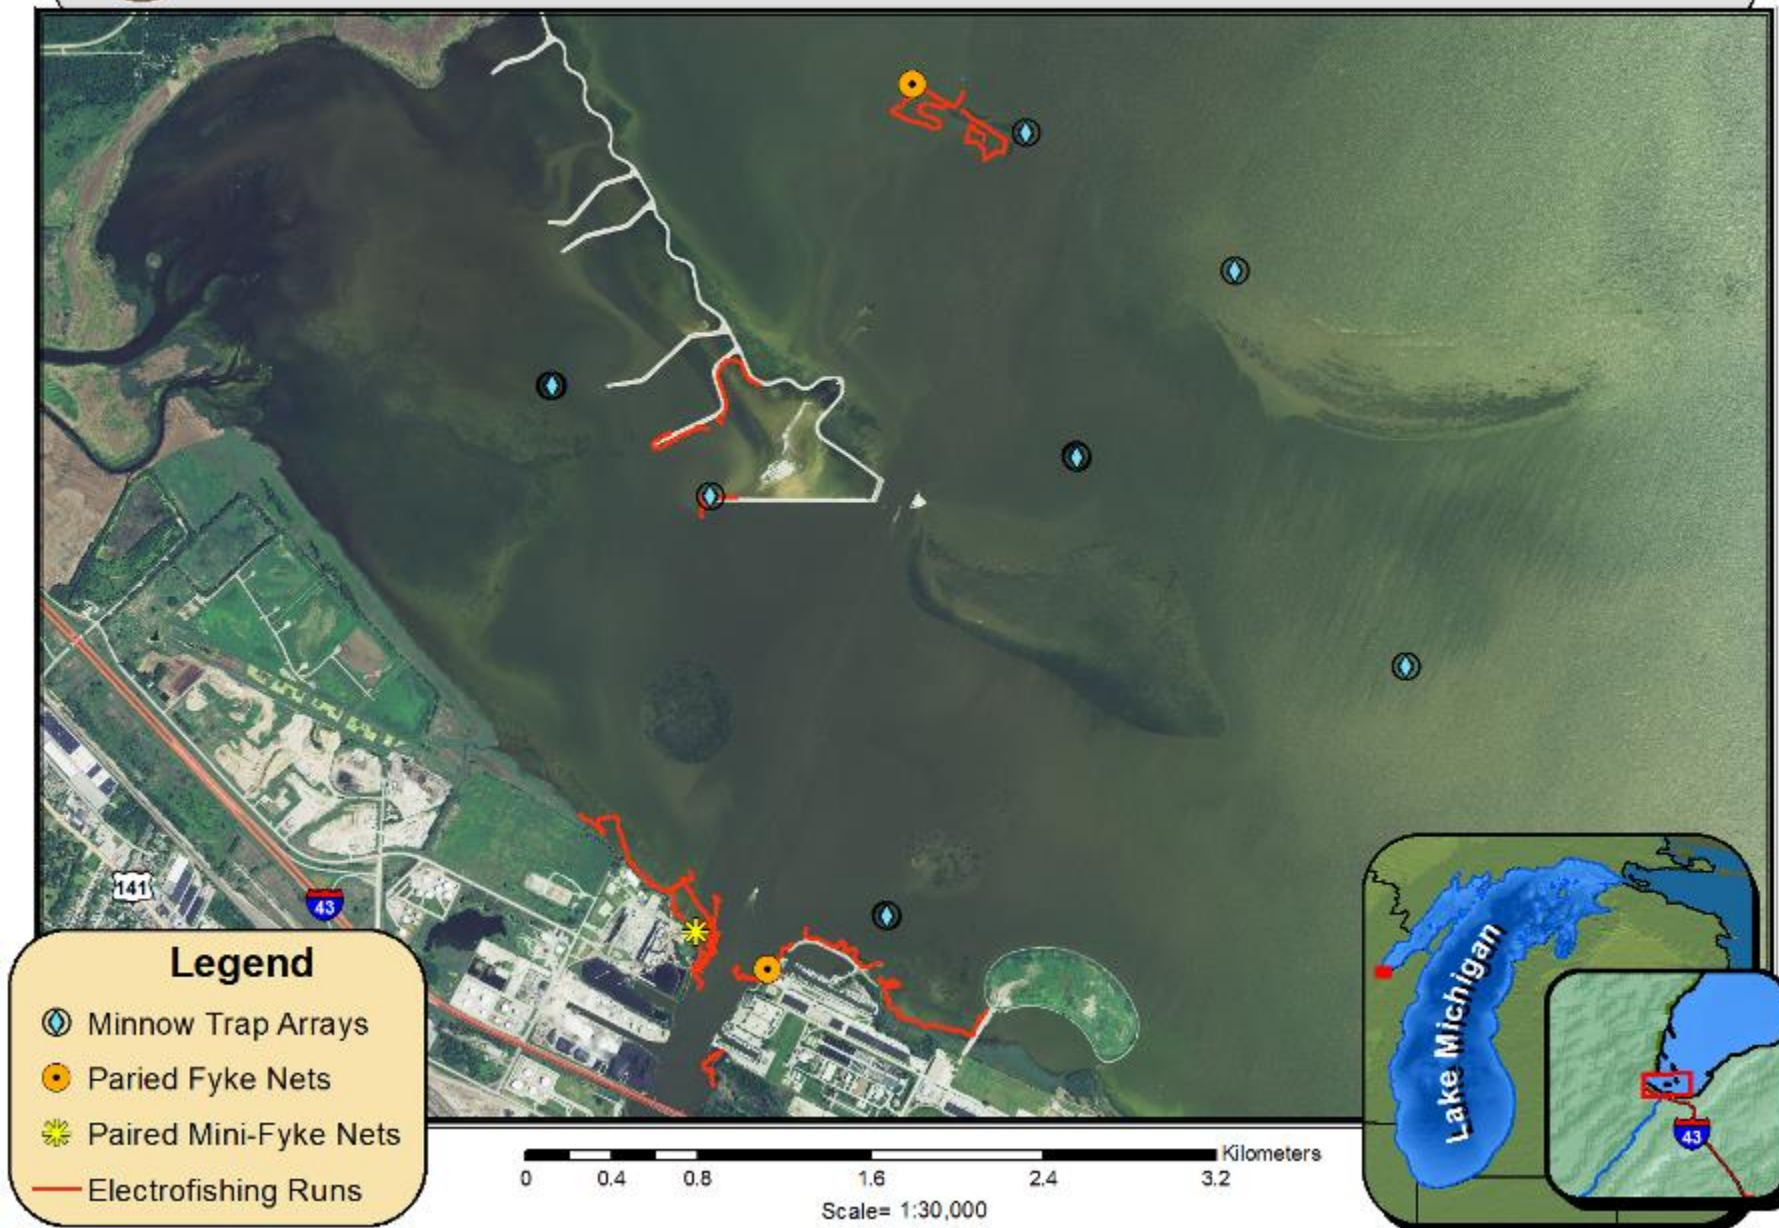 141
43
Legend
Minnow Trap Arrays
Paried Fyke Nets
Paired Mini-Fyke Nets
Electrofishing Runs
0 0.4 0.8 1.6 2.4 3.2
Kilometers
Scale= 1:30,000
Lake Michigan
43